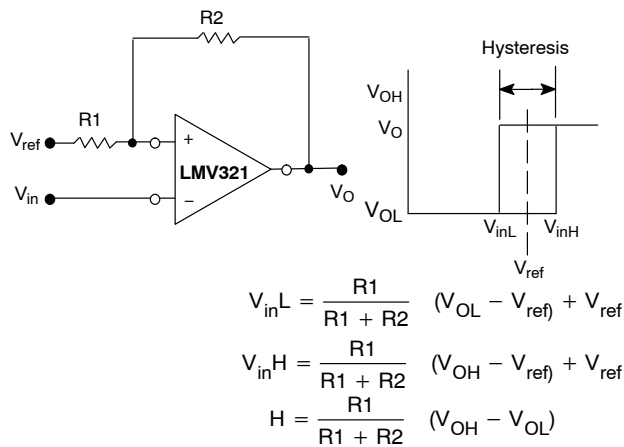 R2
Hysteresis
R1
V_OH
V_ref
+
LMV321
V_O
V_in
−
V_O
V_OL
V_inL
V_inH
V_ref
V_inL = R1 / (R1 + R2) (V_OL − V_ref) + V_ref
V_inH = R1 / (R1 + R2) (V_OH − V_ref) + V_ref
H = R1 / (R1 + R2) (V_OH − V_OL)